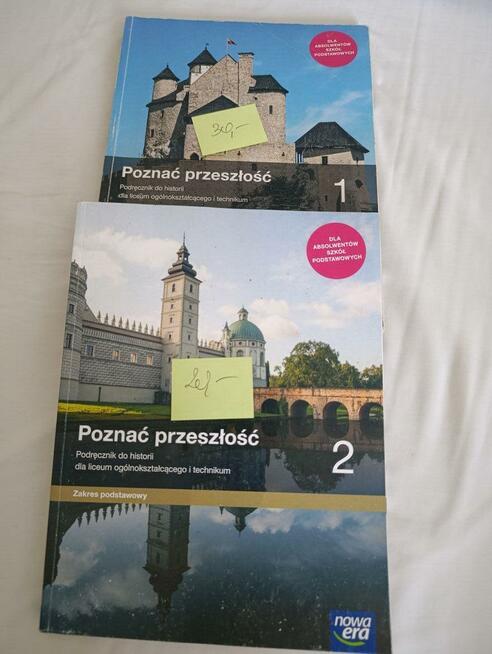 DLA
ABSOLWENTÓW
SZKÓŁ
PODSTAWOWYCH
30,-
Poznać przeszłość
Podręcznik do historii
dla liceum ogólnokształcącego i technikum
1
DLA
ABSOLWENTÓW
SZKÓŁ
PODSTAWOWYCH
Poznać przeszłość
Podręcznik do historii
dla liceum ogólnokształcącego i technikum
2
Zakres podstawowy
nowa
era